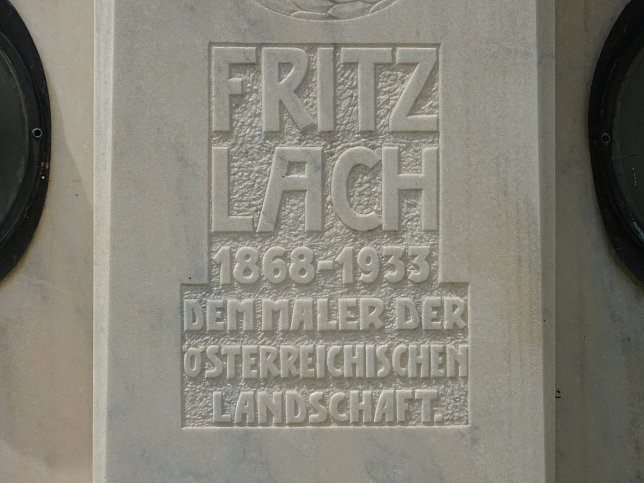 FRITZ
LACH
1868-1933
DEM MALER DER
ÖSTERREICHISCHEN
LANDSCHAFT.